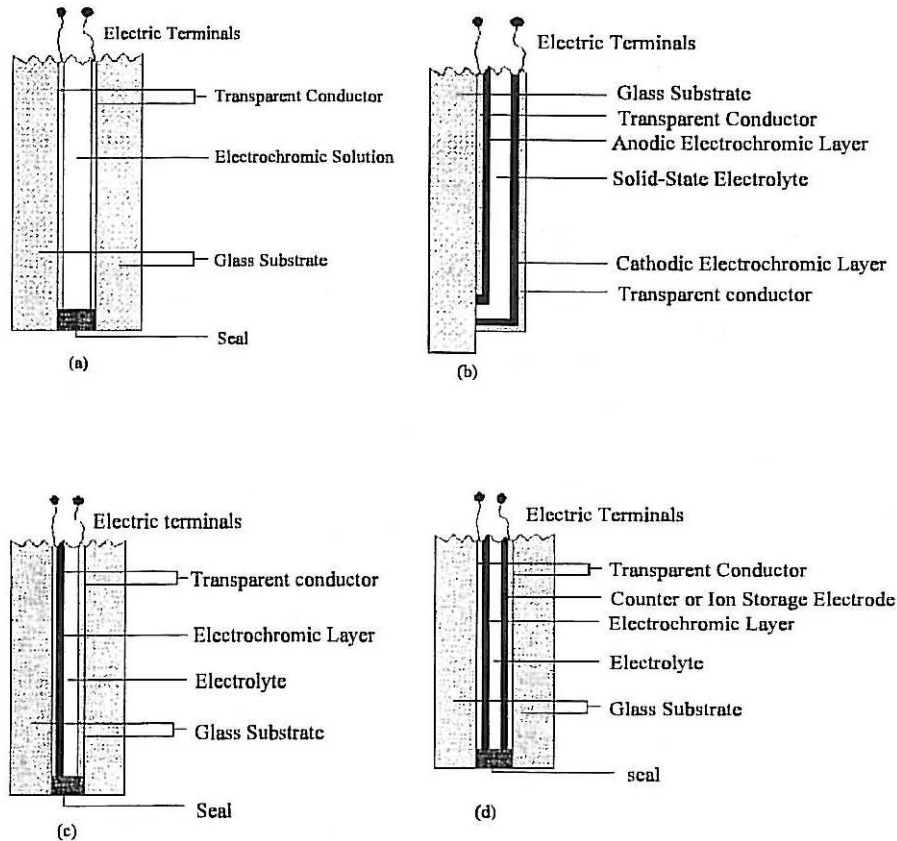 Electric Terminals
Transparent Conductor
Electrochromic Solution
Glass Substrate
Seal
(a)
Electric Terminals
Glass Substrate
Transparent Conductor
Anodic Electrochromic Layer
Solid-State Electrolyte
Cathodic Electrochromic Layer
Transparent conductor
(b)
Electric terminals
Transparent conductor
Electrochromic Layer
Electrolyte
Glass Substrate
Seal
(c)
Electric Terminals
Transparent Conductor
Counter or Ion Storage Electrode
Electrochromic Layer
Electrolyte
Glass Substrate
seal
(d)